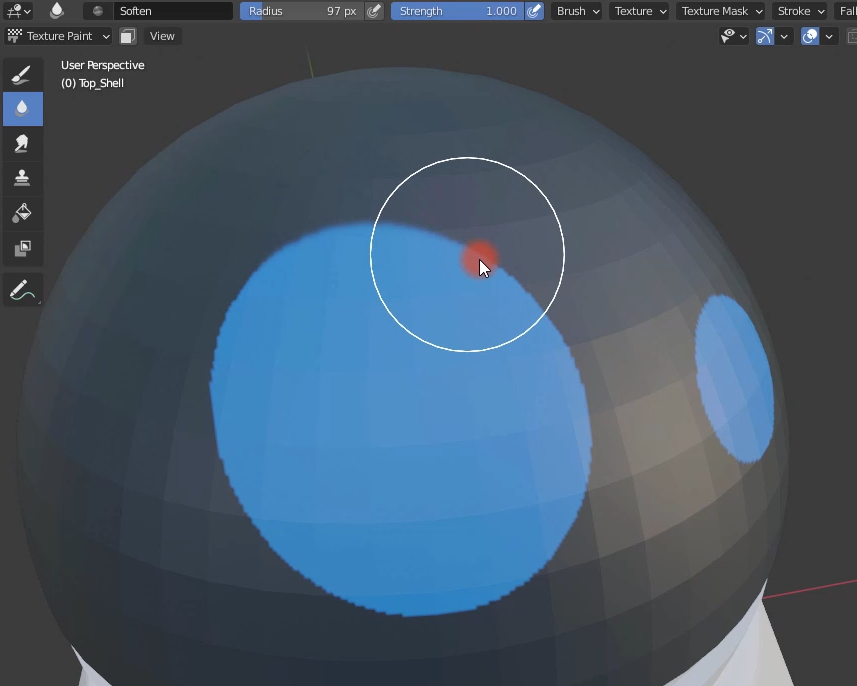 Soften Radius 97 px Strength 1.000 Brush Texture Texture Mask Stroke Fall
Texture Paint View
User Perspective
(0) Top_Shell